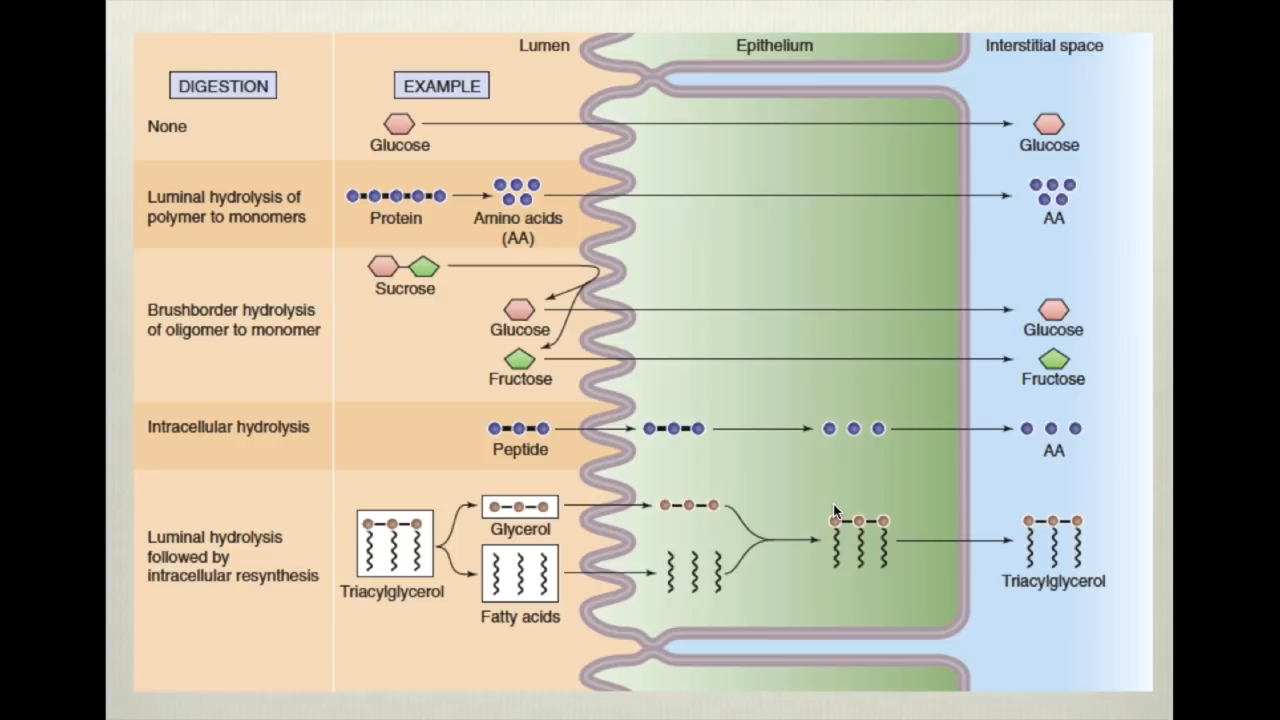 Lumen
Epithelium
Interstitial space
DIGESTION
EXAMPLE
None
Glucose
Glucose
Luminal hydrolysis of
polymer to monomers
Protein
Amino acids
(AA)
AA
Sucrose
Brushborder hydrolysis
of oligomer to monomer
Glucose
Glucose
Fructose
Fructose
Intracellular hydrolysis
Peptide
AA
Luminal hydrolysis
followed by
intracellular resynthesis
Triacylglycerol
Glycerol
Fatty acids
Triacylglycerol